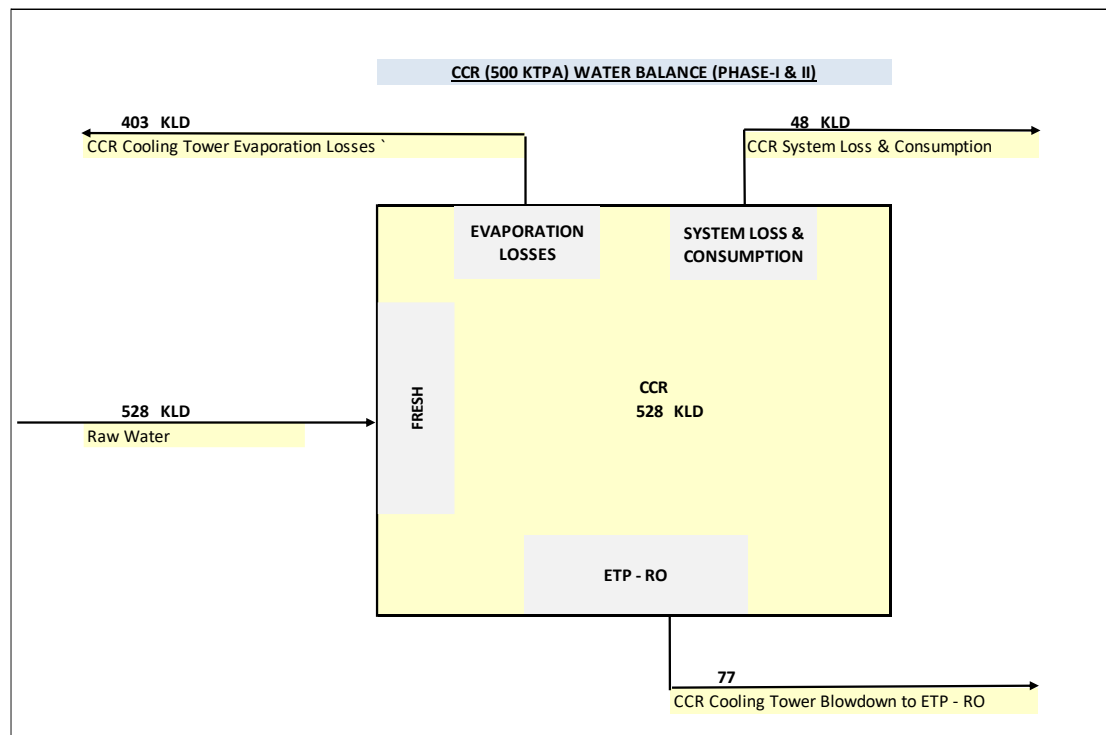 CCR (500 KTPA) WATER BALANCE (PHASE-I & II)
403 KLD
CCR Cooling Tower Evaporation Losses `
48 KLD
CCR System Loss & Consumption
EVAPORATION
LOSSES
SYSTEM LOSS &
CONSUMPTION
FRESH
CCR
528 KLD
528 KLD
Raw Water
ETP - RO
77
CCR Cooling Tower Blowdown to ETP - RO